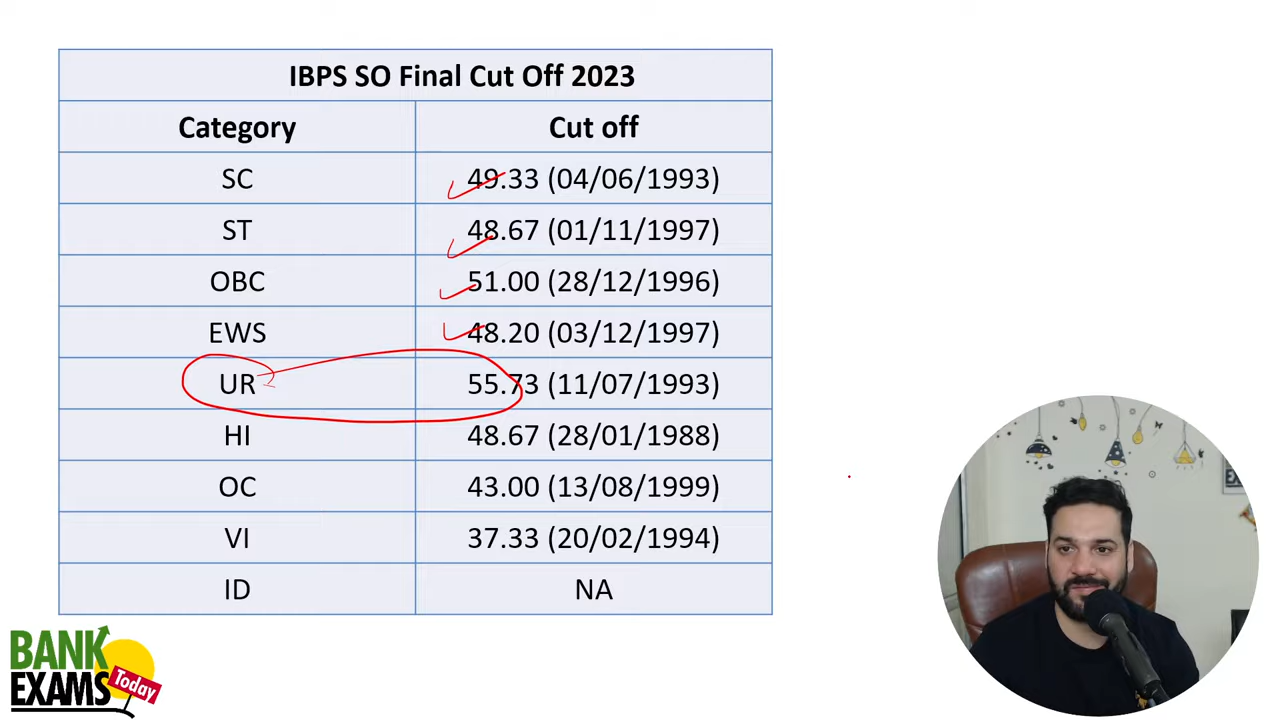 IBPS SO Final Cut Off 2023
Category Cut off
SC 49.33 (04/06/1993)
ST 48.67 (01/11/1997)
OBC 51.00 (28/12/1996)
EWS 48.20 (03/12/1997)
UR 55.73 (11/07/1993)
HI 48.67 (28/01/1988)
OC 43.00 (13/08/1999)
VI 37.33 (20/02/1994)
ID NA
BANK
EXAMS
Today